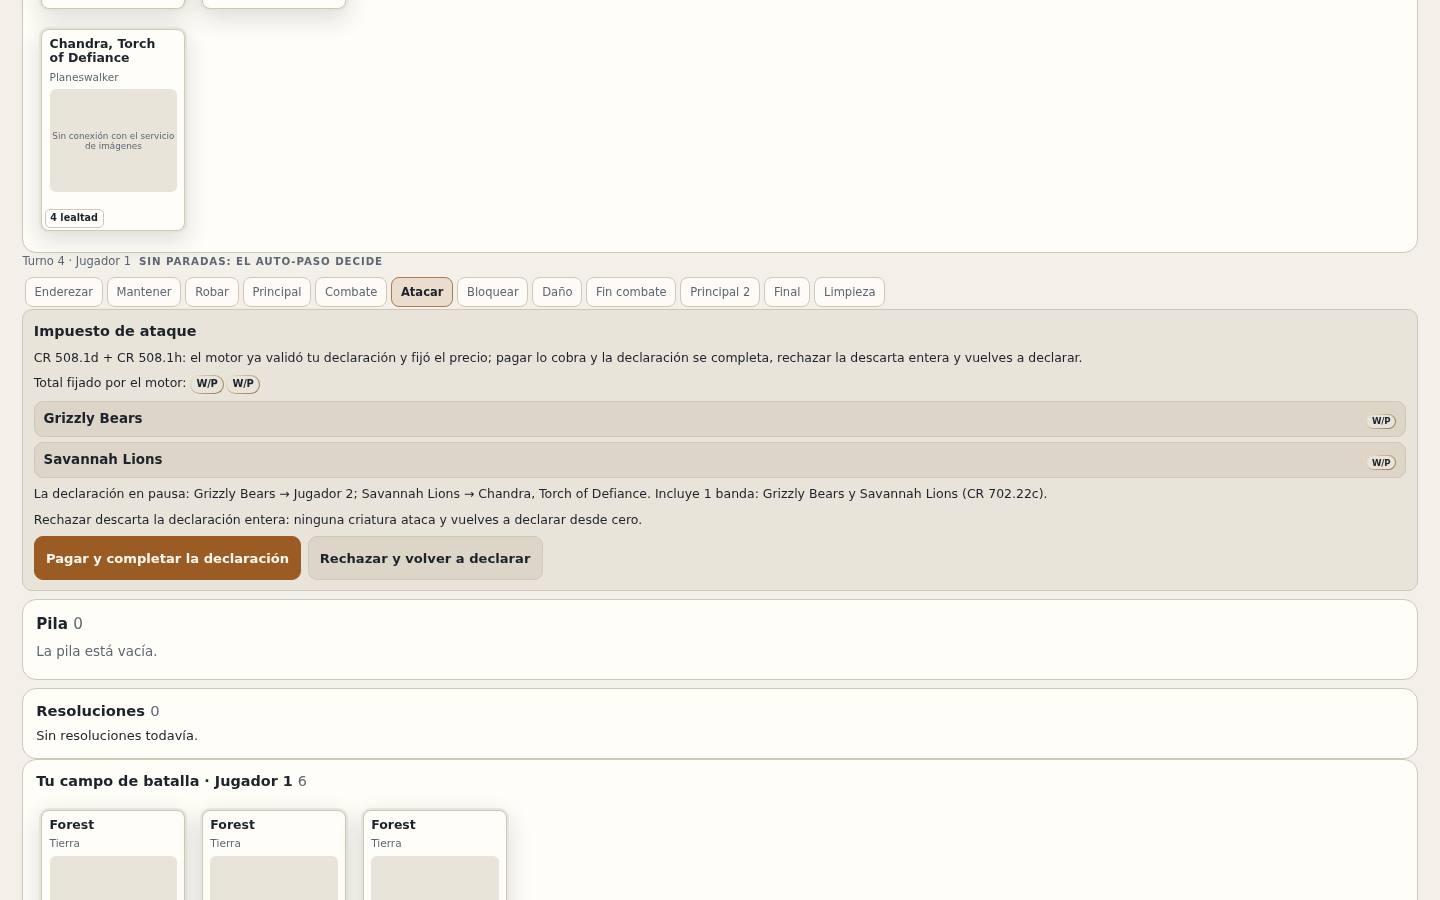 Chandra, Torch
of Defiance
Planeswalker
Sin conexión con el servicio
de imágenes
4 lealtad
Turno 4 · Jugador 1 SIN PARADAS: EL AUTO-PASO DECIDE
Enderezar Mantener Robar Principal Combate Atacar Bloquear Daño Fin combate Principal 2 Final Limpieza
Impuesto de ataque
CR 508.1d + CR 508.1h: el motor ya validó tu declaración y fijó el precio; pagar lo cobra y la declaración se completa, rechazar la descarta entera y vuelves a declarar.
Total fijado por el motor: W/P W/P
Grizzly Bears W/P
Savannah Lions W/P
La declaración en pausa: Grizzly Bears → Jugador 2; Savannah Lions → Chandra, Torch of Defiance. Incluye 1 banda: Grizzly Bears y Savannah Lions (CR 702.22c).
Rechazar descarta la declaración entera: ninguna criatura ataca y vuelves a declarar desde cero.
Pagar y completar la declaración Rechazar y volver a declarar
Pila 0
La pila está vacía.
Resoluciones 0
Sin resoluciones todavía.
Tu campo de batalla · Jugador 1 6
Forest Forest Forest
Tierra Tierra Tierra